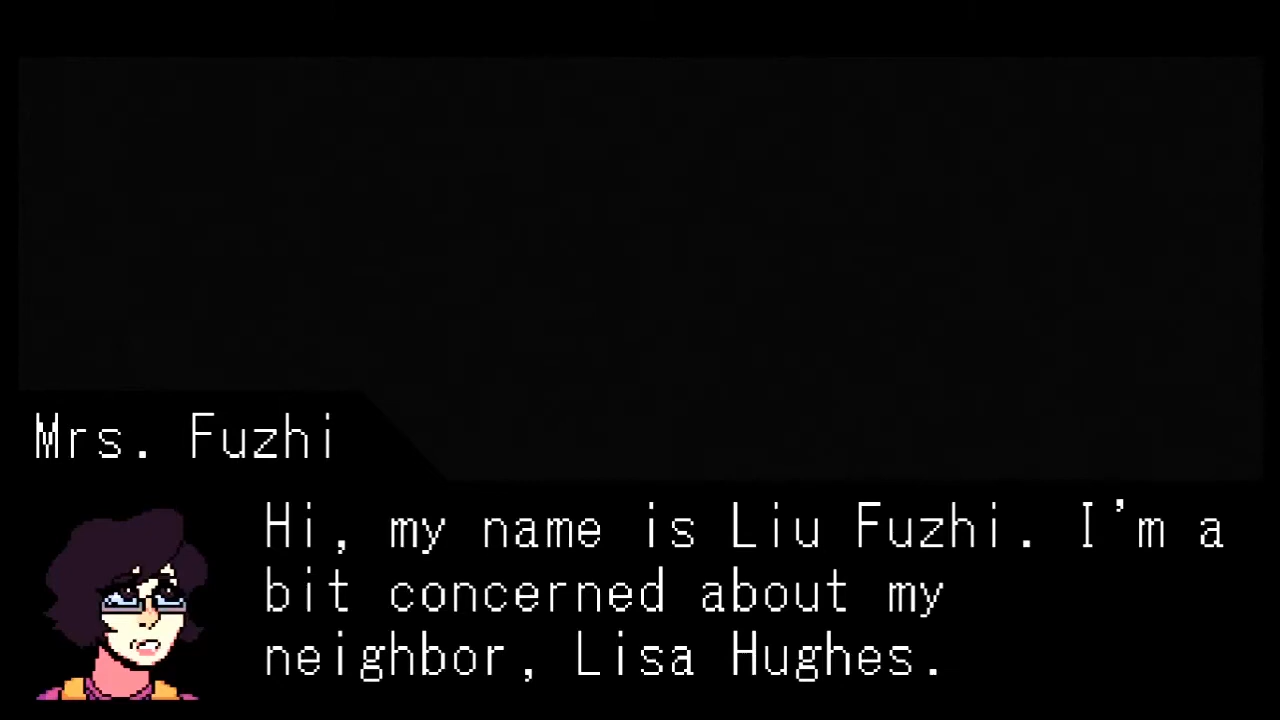 Mrs. Fuzhi
Hi, my name is Liu Fuzhi. I'm a
bit concerned about my
neighbor, Lisa Hughes.